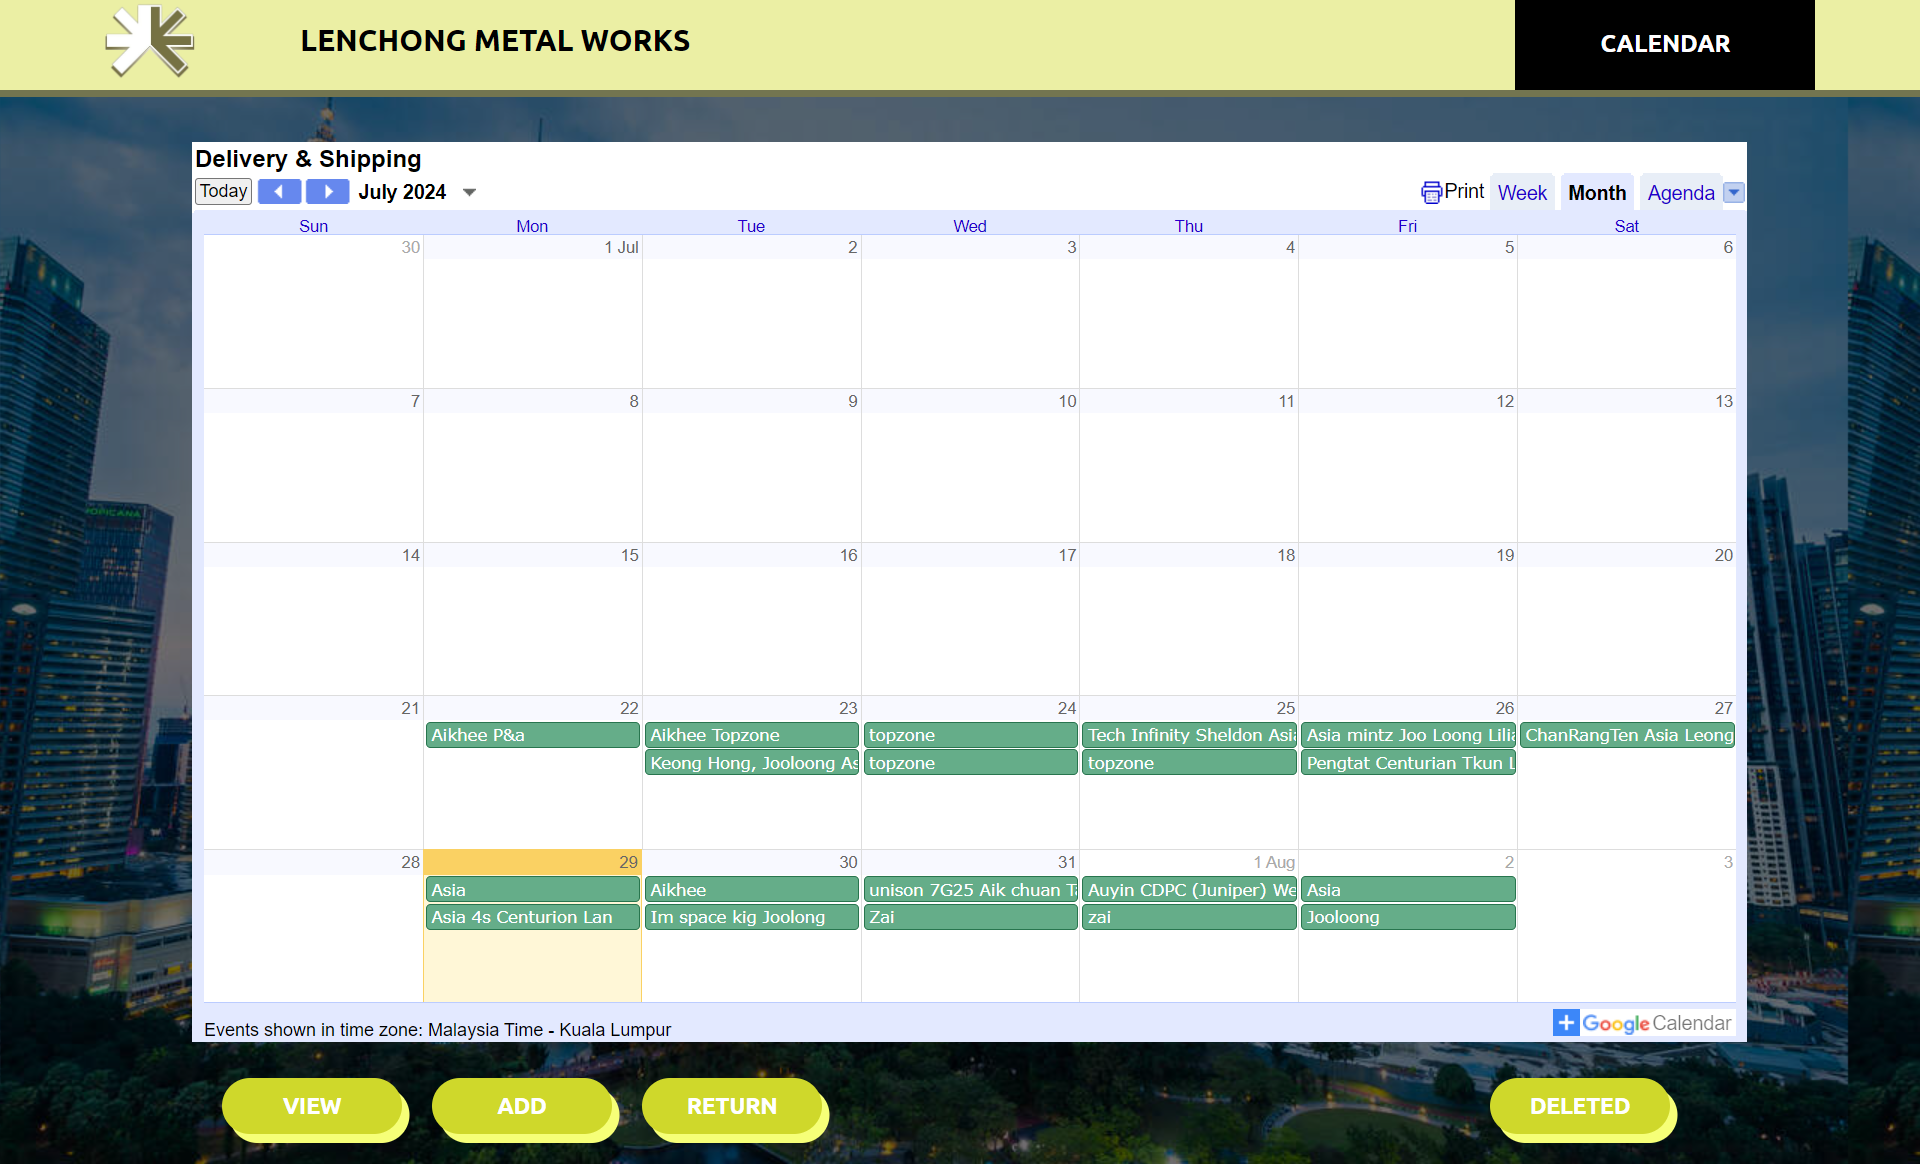 LENCHONG METAL WORKS
CALENDAR
Delivery & Shipping
Today July 2024 Print Week Month Agenda
Sun Mon Tue Wed Thu Fri Sat
30 1 Jul 2 3 4 5 6
7 8 9 10 11 12 13
14 15 16 17 18 19 20
21 22 23 24 25 26 27
Aikhee P&a Aikhee Topzone topzone Tech Infinity Sheldon Asia Asia mintz Joo Loong Lilia ChanRangTen Asia Leong
Keong Hong, Jooloong As topzone topzone Pengtat Centurian Tkun L
28 29 30 31 1 Aug 2 3
Asia Aikhee unison 7G25 Aik chuan Ta Auyin CDPC (Juniper) We Asia
Asia 4s Centurion Lan Im space kig Joolong Zai zai Jooloong
Events shown in time zone: Malaysia Time - Kuala Lumpur
Google Calendar
TROPICANA
VIEW ADD RETURN DELETED